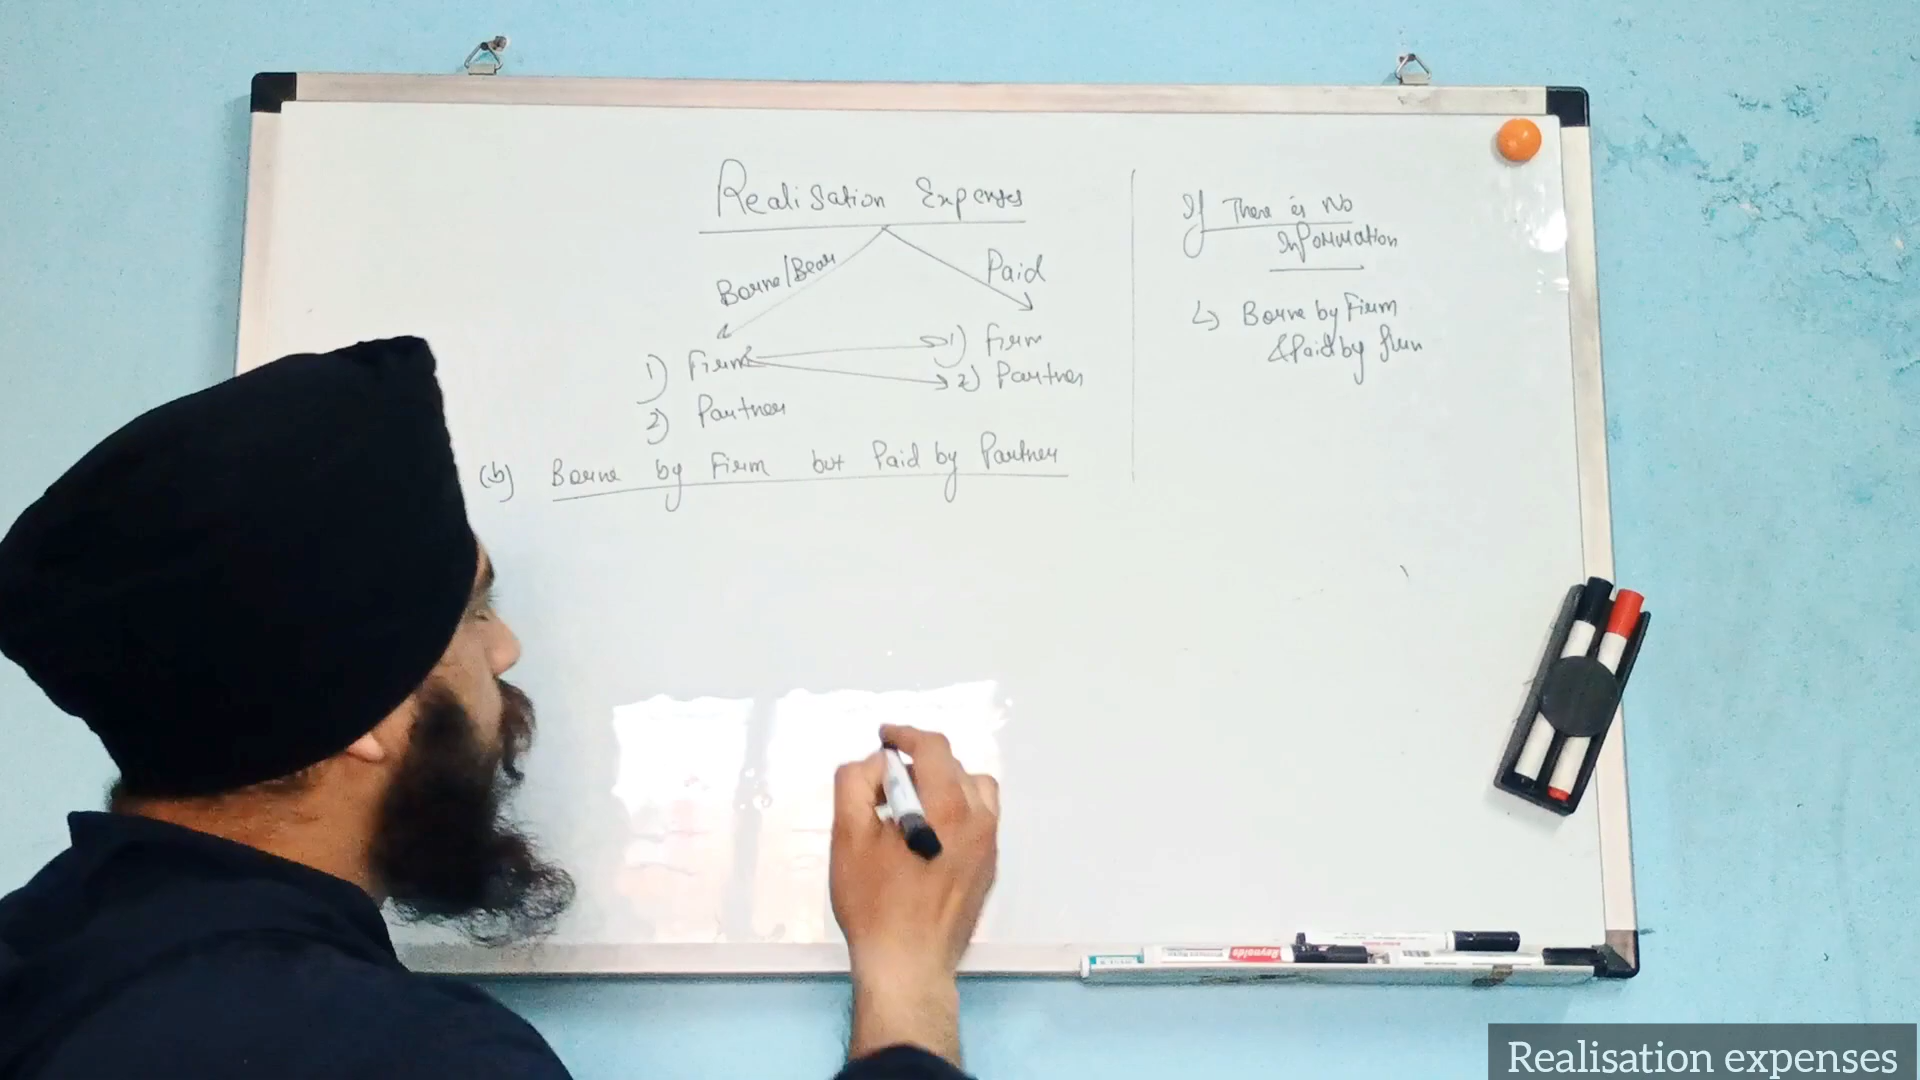 Realisation Expenses
Borne/Bear
Paid
1) Firm
2) Partner
1) Firm
2) Partner
(b) Borne by Firm but Paid by Partner
If There is No
Information
↳ Borne by Firm
& Paid by Firm
Reynolds
Realisation expenses